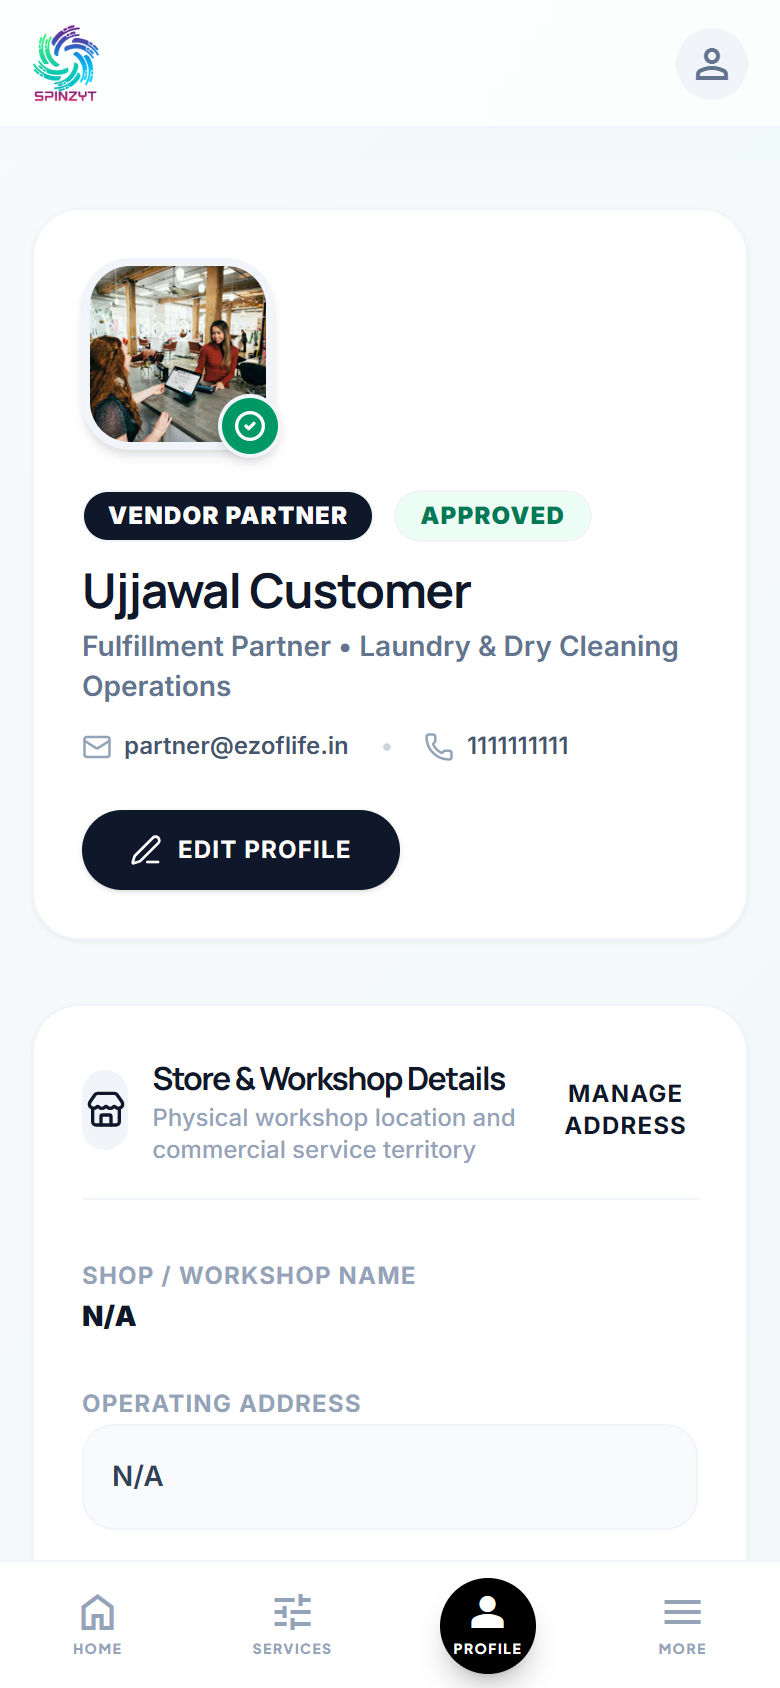 SPINZYT
VENDOR PARTNER
APPROVED
Ujjawal Customer
Fulfillment Partner • Laundry & Dry Cleaning
Operations
partner@ezoflife.in • 1111111111
EDIT PROFILE
Store & Workshop Details
Physical workshop location and
commercial service territory
MANAGE
ADDRESS
SHOP / WORKSHOP NAME
N/A
OPERATING ADDRESS
N/A
HOME
SERVICES
PROFILE
MORE